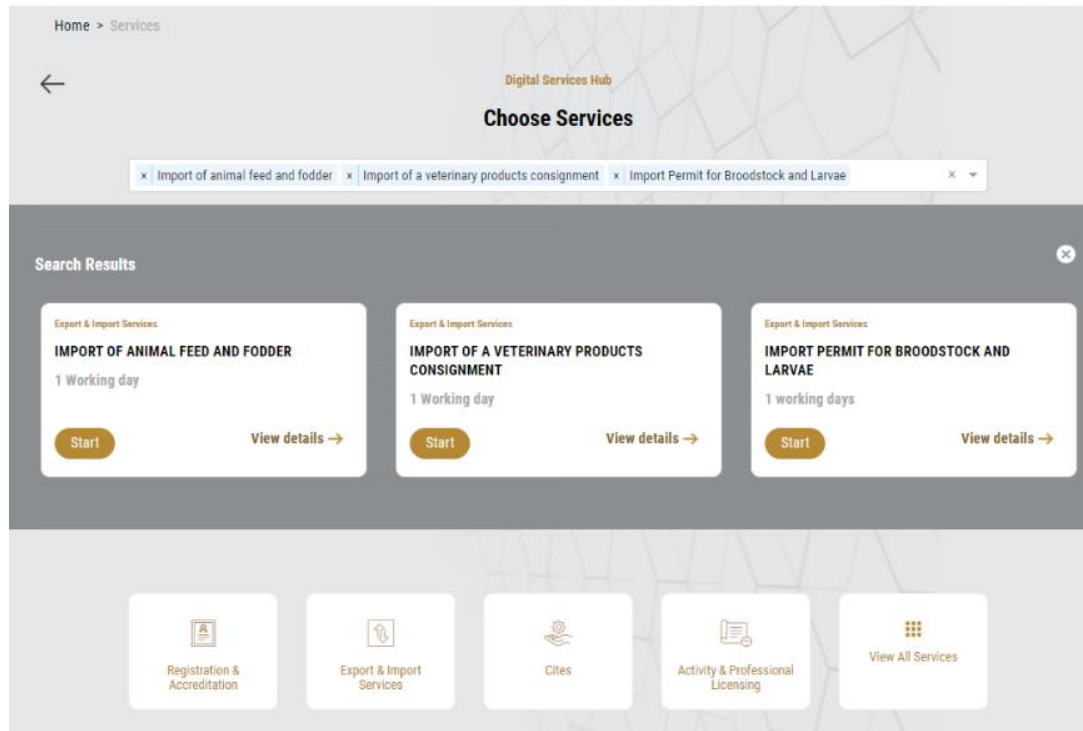 Home > Services
Digital Services Hub
Choose Services
× Import of animal feed and fodder × Import of a veterinary products consignment × Import Permit for Broodstock and Larvae ×
Search Results
Export & Import Services
IMPORT OF ANIMAL FEED AND FODDER
1 Working day
Start View details →
Export & Import Services
IMPORT OF A VETERINARY PRODUCTS
CONSIGNMENT
1 Working day
Start View details →
Export & Import Services
IMPORT PERMIT FOR BROODSTOCK AND
LARVAE
1 working days
Start View details →
Registration &
Accreditation
Export & Import
Services
Cites
Activity & Professional
Licensing
View All Services